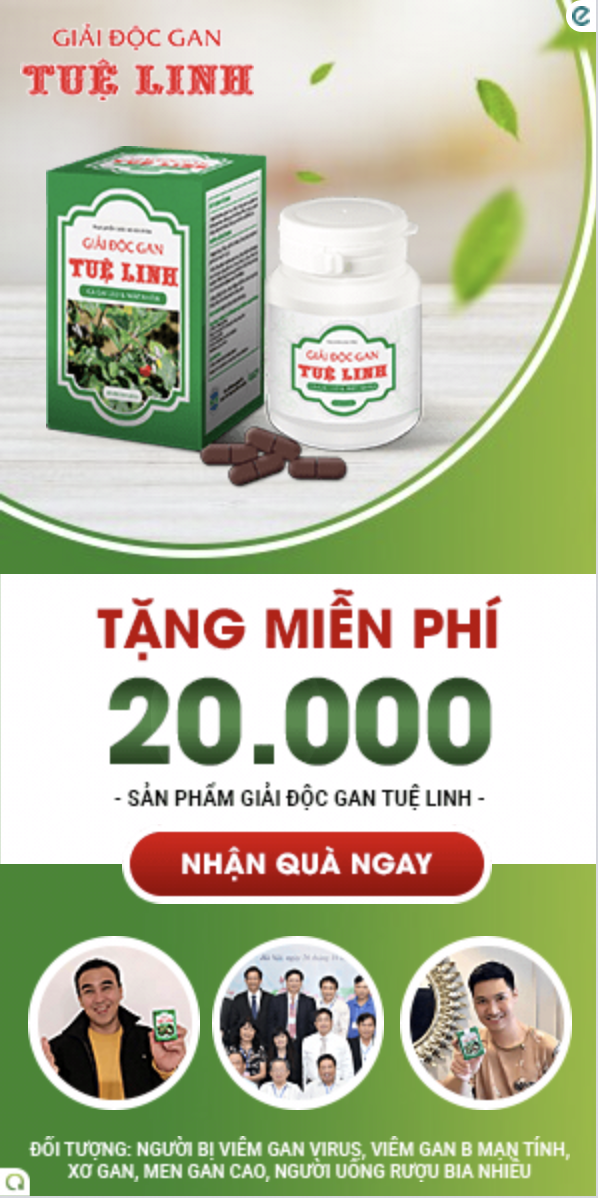 GIẢI ĐỘC GAN
TUỆ LINH
GIẢI ĐỘC GAN
TUỆ LINH
GIẢI ĐỘC GAN
TUỆ LINH
TẶNG MIỄN PHÍ
20.000
- SẢN PHẨM GIẢI ĐỘC GAN TUỆ LINH -
NHẬN QUÀ NGAY
ĐỐI TƯỢNG: NGƯỜI BỊ VIÊM GAN VIRUS, VIÊM GAN B MẠN TÍNH,
XƠ GAN, MEN GAN CAO, NGƯỜI UỐNG RƯỢU BIA NHIỀU